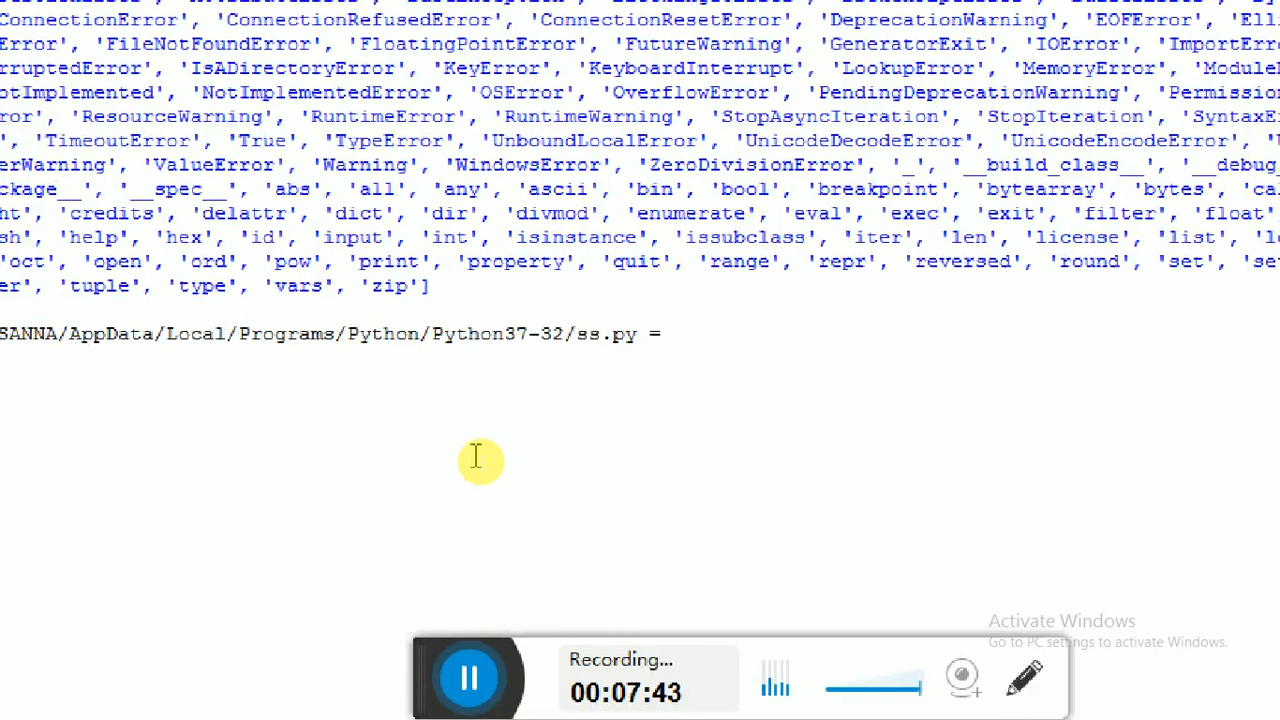 ConnectionError', 'ConnectionRefusedError', 'ConnectionResetError', 'DeprecationWarning', 'EOFError', 'Elli
Error', 'FileNotFoundError', 'FloatingPointError', 'FutureWarning', 'GeneratorExit', 'IOError', 'ImportErro
rruptedError', 'IsADirectoryError', 'KeyError', 'KeyboardInterrupt', 'LookupError', 'MemoryError', 'Module
otImplemented', 'NotImplementedError', 'OSError', 'OverflowError', 'PendingDeprecationWarning', 'Permission
ror', 'ResourceWarning', 'RuntimeError', 'RuntimeWarning', 'StopAsyncIteration', 'StopIteration', 'SyntaxE
, 'TimeoutError', 'True', 'TypeError', 'UnboundLocalError', 'UnicodeDecodeError', 'UnicodeEncodeError',
erWarning', 'ValueError', 'Warning', 'WindowsError', 'ZeroDivisionError', '_', '__build_class__', '__debug_
ckage__', '__spec__', 'abs', 'all', 'any', 'ascii', 'bin', 'bool', 'breakpoint', 'bytearray', 'bytes', 'cal
ht', 'credits', 'delattr', 'dict', 'dir', 'divmod', 'enumerate', 'eval', 'exec', 'exit', 'filter', 'float'
sh', 'help', 'hex', 'id', 'input', 'int', 'isinstance', 'issubclass', 'iter', 'len', 'license', 'list', 'l
'oct', 'open', 'ord', 'pow', 'print', 'property', 'quit', 'range', 'repr', 'reversed', 'round', 'set', 'se
er', 'tuple', 'type', 'vars', 'zip']
SANNA/AppData/Local/Programs/Python/Python37-32/ss.py =
Activate Windows
Go to PC settings to activate Windows.
Recording...
00:07:43